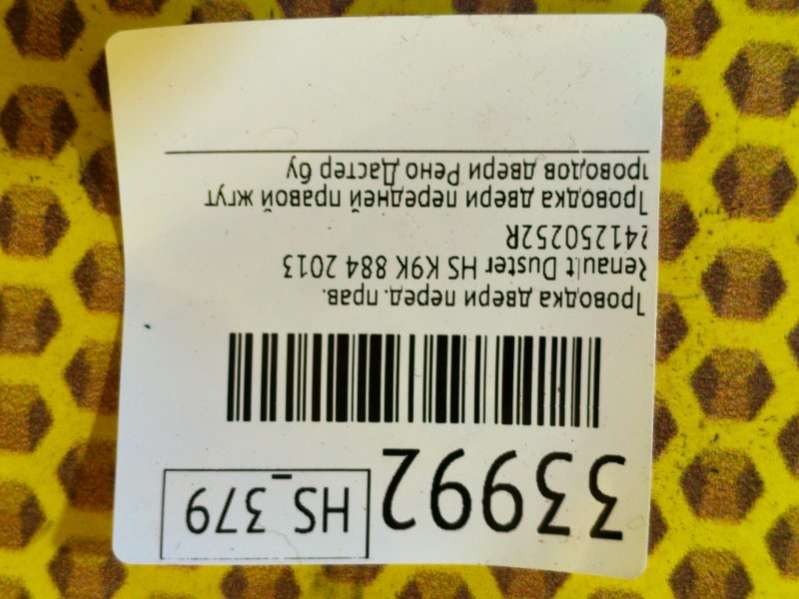 33992 HS_379
Проводка двери перед. прав.
Renault Duster HS K9K 884 2013
241250252R
Проводка двери передней правой жгут
проводов двери Рено Дастер бу